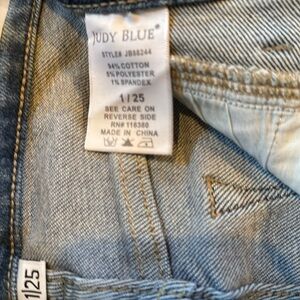 JUDY BLUE®
STYLE# JB88244
94% COTTON
5% POLYESTER
1% SPANDEX
1 / 25
SEE CARE ON
REVERSE SIDE
RN# 116380
MADE IN CHINA
1/25